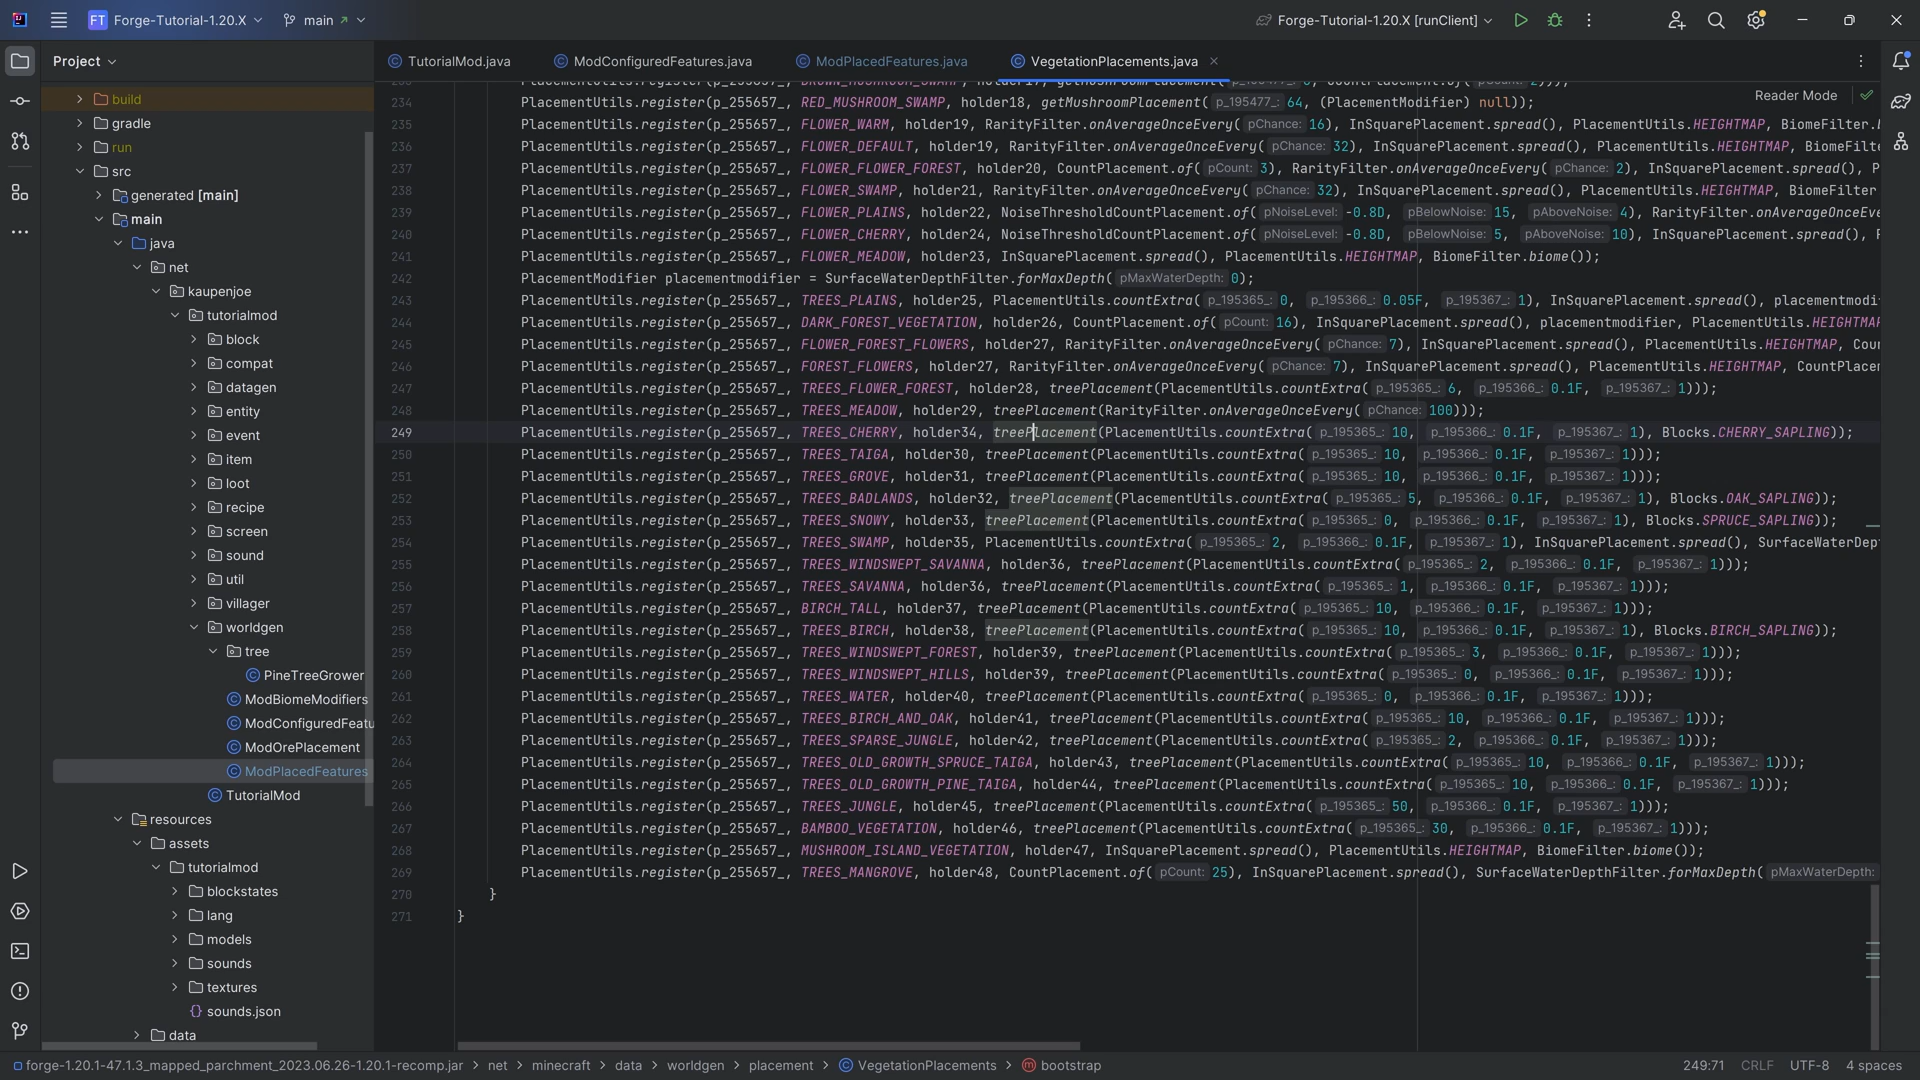 FT Forge-Tutorial-1.20.X main Forge-Tutorial-1.20.X [runClient]
Project
TutorialMod.java ModConfiguredFeatures.java ModPlacedFeatures.java VegetationPlacements.java
Reader Mode
build
gradle
run
src
generated [main]
main
java
net
kaupenjoe
tutorialmod
block
compat
datagen
entity
event
item
loot
recipe
screen
sound
util
villager
worldgen
tree
PineTreeGrower
ModBiomeModifiers
ModConfiguredFeatu
ModOrePlacement
ModPlacedFeatures
TutorialMod
resources
assets
tutorialmod
blockstates
lang
models
sounds
textures
sounds.json
data
234 PlacementUtils.register(p_255657_, RED_MUSHROOM_SWAMP, holder18, getMushroomPlacement( p_195477_: 64, (PlacementModifier) null));
235 PlacementUtils.register(p_255657_, FLOWER_WARM, holder19, RarityFilter.onAverageOnceEvery( pChance: 16), InSquarePlacement.spread(), PlacementUtils.HEIGHTMAP, BiomeFilter.b
236 PlacementUtils.register(p_255657_, FLOWER_DEFAULT, holder19, RarityFilter.onAverageOnceEvery( pChance: 32), InSquarePlacement.spread(), PlacementUtils.HEIGHTMAP, BiomeFilte
237 PlacementUtils.register(p_255657_, FLOWER_FLOWER_FOREST, holder20, CountPlacement.of( pCount: 3), RarityFilter.onAverageOnceEvery( pChance: 2), InSquarePlacement.spread(), P
238 PlacementUtils.register(p_255657_, FLOWER_SWAMP, holder21, RarityFilter.onAverageOnceEvery( pChance: 32), InSquarePlacement.spread(), PlacementUtils.HEIGHTMAP, BiomeFilter
239 PlacementUtils.register(p_255657_, FLOWER_PLAINS, holder22, NoiseThresholdCountPlacement.of( pNoiseLevel: -0.8D, pBelowNoise: 15, pAboveNoise: 4), RarityFilter.onAverageOnceEve
240 PlacementUtils.register(p_255657_, FLOWER_CHERRY, holder24, NoiseThresholdCountPlacement.of( pNoiseLevel: -0.8D, pBelowNoise: 5, pAboveNoise: 10), InSquarePlacement.spread(), P
241 PlacementUtils.register(p_255657_, FLOWER_MEADOW, holder23, InSquarePlacement.spread(), PlacementUtils.HEIGHTMAP, BiomeFilter.biome());
242 PlacementModifier placementmodifier = SurfaceWaterDepthFilter.forMaxDepth( pMaxWaterDepth: 0);
243 PlacementUtils.register(p_255657_, TREES_PLAINS, holder25, PlacementUtils.countExtra( p_195365_: 0, p_195366_: 0.05F, p_195367_: 1), InSquarePlacement.spread(), placementmodi
244 PlacementUtils.register(p_255657_, DARK_FOREST_VEGETATION, holder26, CountPlacement.of( pCount: 16), InSquarePlacement.spread(), placementmodifier, PlacementUtils.HEIGHTMA
245 PlacementUtils.register(p_255657_, FLOWER_FOREST_FLOWERS, holder27, RarityFilter.onAverageOnceEvery( pChance: 7), InSquarePlacement.spread(), PlacementUtils.HEIGHTMAP, Cou
246 PlacementUtils.register(p_255657_, FOREST_FLOWERS, holder27, RarityFilter.onAverageOnceEvery( pChance: 7), InSquarePlacement.spread(), PlacementUtils.HEIGHTMAP, CountPlace
247 PlacementUtils.register(p_255657_, TREES_FLOWER_FOREST, holder28, treePlacement(PlacementUtils.countExtra( p_195365_: 6, p_195366_: 0.1F, p_195367_: 1)));
248 PlacementUtils.register(p_255657_, TREES_MEADOW, holder29, treePlacement(RarityFilter.onAverageOnceEvery( pChance: 100)));
249 PlacementUtils.register(p_255657_, TREES_CHERRY, holder34, treePlacement(PlacementUtils.countExtra( p_195365_: 10, p_195366_: 0.1F, p_195367_: 1), Blocks.CHERRY_SAPLING));
250 PlacementUtils.register(p_255657_, TREES_TAIGA, holder30, treePlacement(PlacementUtils.countExtra( p_195365_: 10, p_195366_: 0.1F, p_195367_: 1)));
251 PlacementUtils.register(p_255657_, TREES_GROVE, holder31, treePlacement(PlacementUtils.countExtra( p_195365_: 10, p_195366_: 0.1F, p_195367_: 1)));
252 PlacementUtils.register(p_255657_, TREES_BADLANDS, holder32, treePlacement(PlacementUtils.countExtra( p_195365_: 5, p_195366_: 0.1F, p_195367_: 1), Blocks.OAK_SAPLING));
253 PlacementUtils.register(p_255657_, TREES_SNOWY, holder33, treePlacement(PlacementUtils.countExtra( p_195365_: 0, p_195366_: 0.1F, p_195367_: 1), Blocks.SPRUCE_SAPLING));
254 PlacementUtils.register(p_255657_, TREES_SWAMP, holder35, PlacementUtils.countExtra( p_195365_: 2, p_195366_: 0.1F, p_195367_: 1), InSquarePlacement.spread(), SurfaceWaterDep
255 PlacementUtils.register(p_255657_, TREES_WINDSWEPT_SAVANNA, holder36, treePlacement(PlacementUtils.countExtra( p_195365_: 2, p_195366_: 0.1F, p_195367_: 1)));
256 PlacementUtils.register(p_255657_, TREES_SAVANNA, holder36, treePlacement(PlacementUtils.countExtra( p_195365_: 1, p_195366_: 0.1F, p_195367_: 1)));
257 PlacementUtils.register(p_255657_, BIRCH_TALL, holder37, treePlacement(PlacementUtils.countExtra( p_195365_: 10, p_195366_: 0.1F, p_195367_: 1)));
258 PlacementUtils.register(p_255657_, TREES_BIRCH, holder38, treePlacement(PlacementUtils.countExtra( p_195365_: 10, p_195366_: 0.1F, p_195367_: 1), Blocks.BIRCH_SAPLING));
259 PlacementUtils.register(p_255657_, TREES_WINDSWEPT_FOREST, holder39, treePlacement(PlacementUtils.countExtra( p_195365_: 3, p_195366_: 0.1F, p_195367_: 1)));
260 PlacementUtils.register(p_255657_, TREES_WINDSWEPT_HILLS, holder39, treePlacement(PlacementUtils.countExtra( p_195365_: 0, p_195366_: 0.1F, p_195367_: 1)));
261 PlacementUtils.register(p_255657_, TREES_WATER, holder40, treePlacement(PlacementUtils.countExtra( p_195365_: 0, p_195366_: 0.1F, p_195367_: 1)));
262 PlacementUtils.register(p_255657_, TREES_BIRCH_AND_OAK, holder41, treePlacement(PlacementUtils.countExtra( p_195365_: 10, p_195366_: 0.1F, p_195367_: 1)));
263 PlacementUtils.register(p_255657_, TREES_SPARSE_JUNGLE, holder42, treePlacement(PlacementUtils.countExtra( p_195365_: 2, p_195366_: 0.1F, p_195367_: 1)));
264 PlacementUtils.register(p_255657_, TREES_OLD_GROWTH_SPRUCE_TAIGA, holder43, treePlacement(PlacementUtils.countExtra( p_195365_: 10, p_195366_: 0.1F, p_195367_: 1)));
265 PlacementUtils.register(p_255657_, TREES_OLD_GROWTH_PINE_TAIGA, holder44, treePlacement(PlacementUtils.countExtra( p_195365_: 10, p_195366_: 0.1F, p_195367_: 1)));
266 PlacementUtils.register(p_255657_, TREES_JUNGLE, holder45, treePlacement(PlacementUtils.countExtra( p_195365_: 50, p_195366_: 0.1F, p_195367_: 1)));
267 PlacementUtils.register(p_255657_, BAMBOO_VEGETATION, holder46, treePlacement(PlacementUtils.countExtra( p_195365_: 30, p_195366_: 0.1F, p_195367_: 1)));
268 PlacementUtils.register(p_255657_, MUSHROOM_ISLAND_VEGETATION, holder47, InSquarePlacement.spread(), PlacementUtils.HEIGHTMAP, BiomeFilter.biome());
269 PlacementUtils.register(p_255657_, TREES_MANGROVE, holder48, CountPlacement.of( pCount: 25), InSquarePlacement.spread(), SurfaceWaterDepthFilter.forMaxDepth( pMaxWaterDepth:
270 }
271 }
forge-1.20.1-47.1.3_mapped_parchment_2023.06.26-1.20.1-recomp.jar > net > minecraft > data > worldgen > placement > VegetationPlacements > bootstrap 249:71 CRLF UTF-8 4 spaces